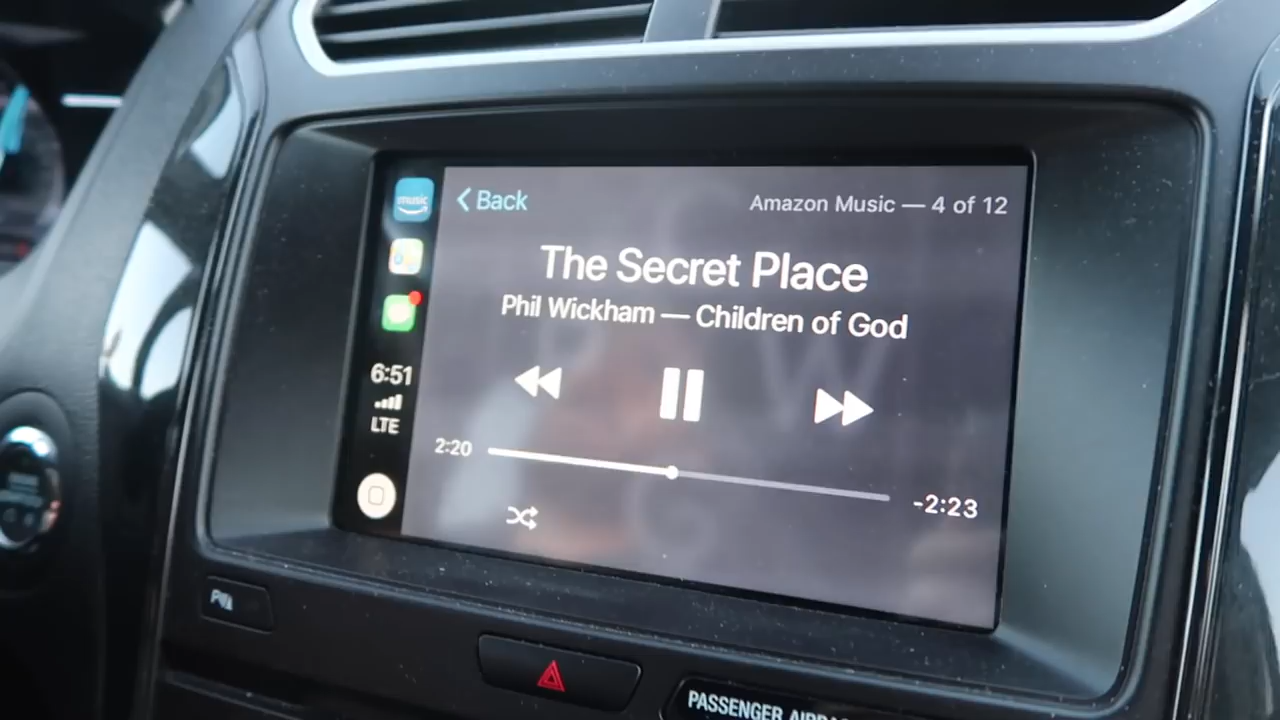 music
Back
Amazon Music — 4 of 12
The Secret Place
Phil Wickham — Children of God
6:51
LTE
2:20
-2:23
PASSENGER